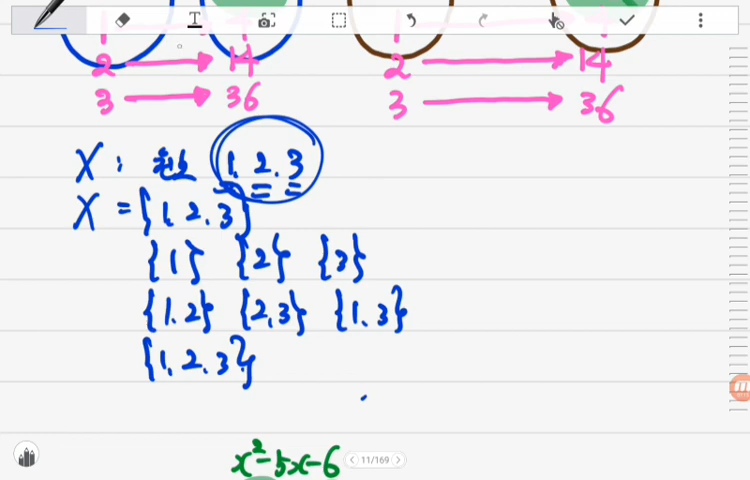 2 → 14 2 → 14
3 → 36 3 → 36
X : 1, 2, 3
X = {1, 2, 3}
{1} {2} {3}
{1, 2} {2, 3} {1, 3}
{1, 2, 3}
x²-5x-6
11/169